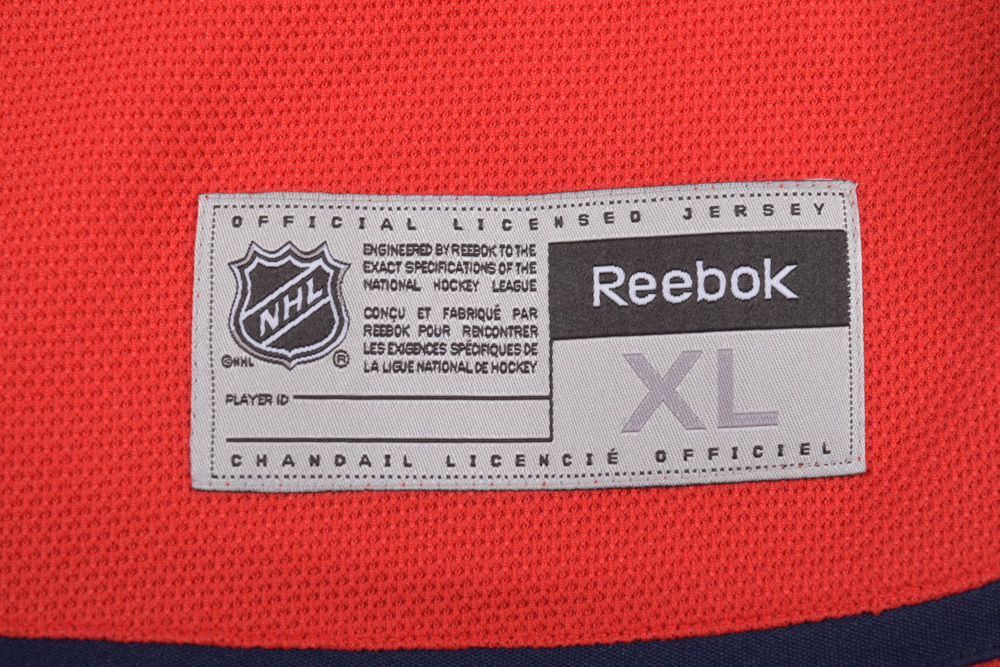 OFFICIAL LICENSED JERSEY
NHL
©NHL
®
ENGINEERED BY REEBOK TO THE
EXACT SPECIFICATIONS OF THE
NATIONAL HOCKEY LEAGUE
CONÇU ET FABRIQUÉ PAR
REEBOK POUR RENCONTRER
LES EXIGENCES SPÉCIFIQUES DE
LA LIGUE NATIONAL DE HOCKEY
Reebok
XL
PLAYER ID
CHANDAIL LICENCIÉ OFFICIEL